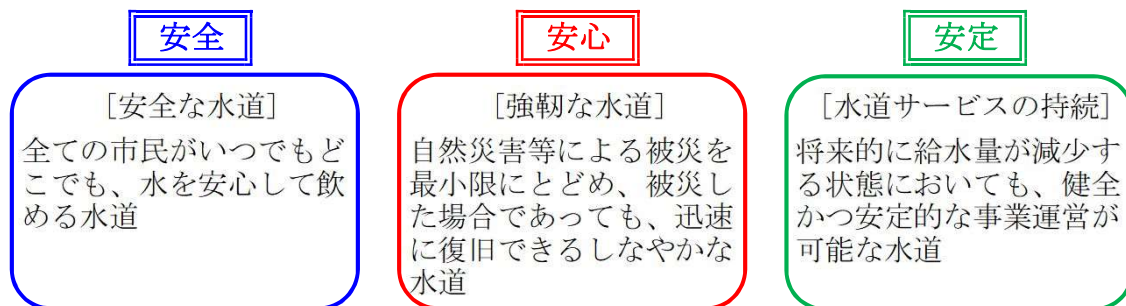 安全
[安全な水道]
全ての市民がいつでもど
こでも、水を安心して飲
める水道
安心
[強靭な水道]
自然災害等による被災を
最小限にとどめ、被災し
た場合であっても、迅速
に復旧できるしなやかな
水道
安定
[水道サービスの持続]
将来的に給水量が減少す
る状態においても、健全
かつ安定的な事業運営が
可能な水道